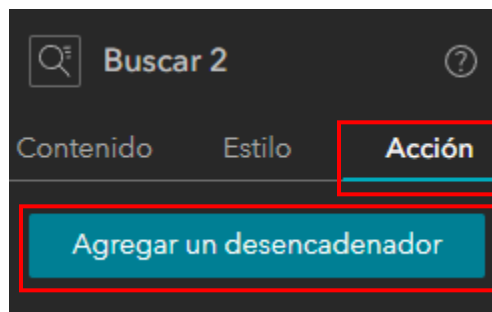 Buscar 2
Contenido Estilo Acción
Agregar un desencadenador